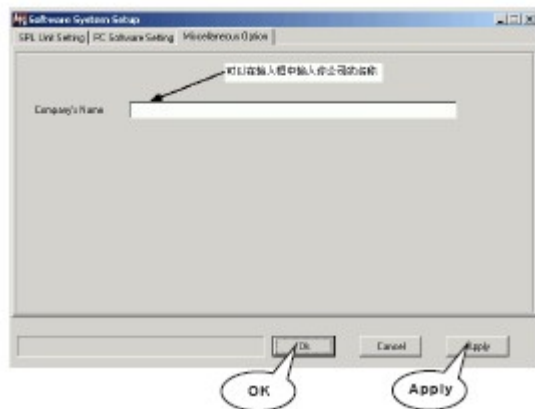 Software System Setup
SPL Unit Setting PC Software Setting Miscellaneous Option
可以在输入框中输入你公司的名称
Company's Name
Ok Cancel Apply
OK Apply